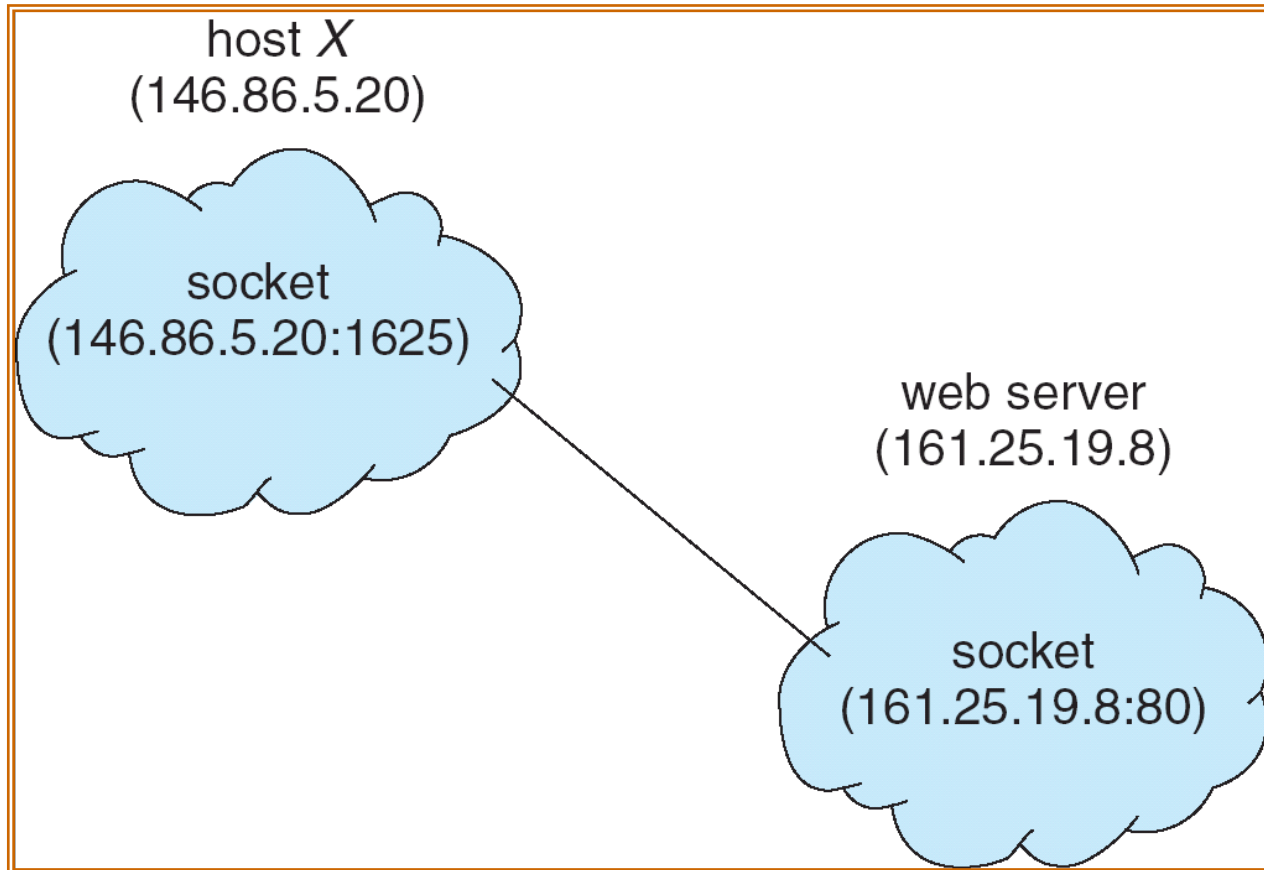 host X
(146.86.5.20)
socket
(146.86.5.20:1625)
web server
(161.25.19.8)
socket
(161.25.19.8:80)